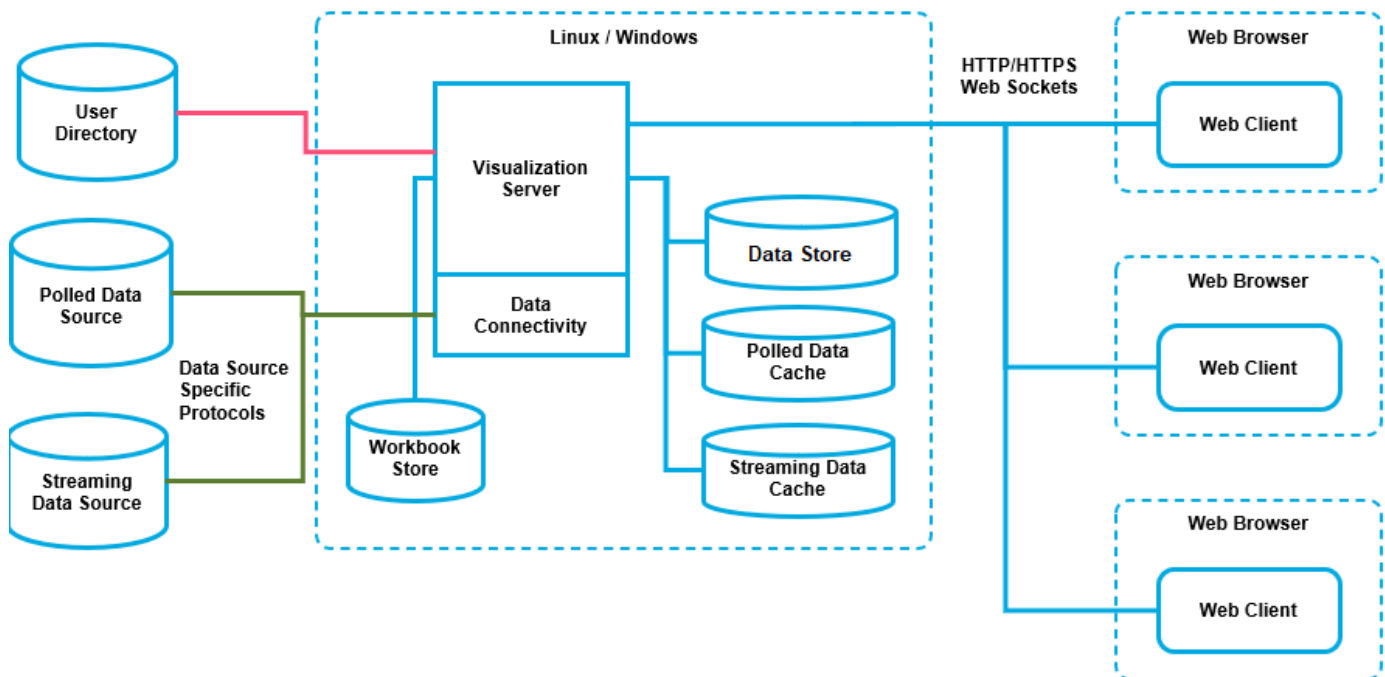 Linux / Windows
Web Browser
HTTP/HTTPS
Web Sockets
User
Directory
Web Client
Visualization
Server
Data Store
Web Browser
Polled Data
Source
Data
Connectivity
Polled Data
Cache
Web Client
Data Source
Specific
Protocols
Workbook
Store
Streaming
Data Source
Streaming Data
Cache
Web Browser
Web Client